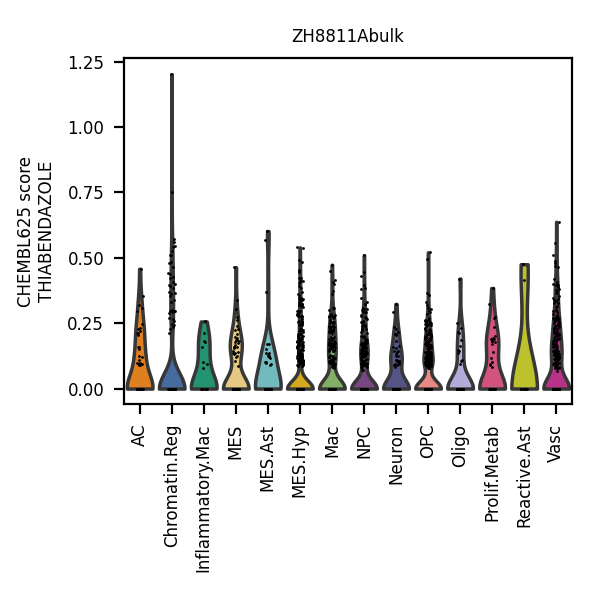 ZH8811Abulk
CHEMBL625 score
THIABENDAZOLE
1.25
1.00
0.75
0.50
0.25
0.00
AC
Chromatin.Reg
Inflammatory.Mac
MES
MES.Ast
MES.Hyp
Mac
NPC
Neuron
OPC
Oligo
Prolif.Metab
Reactive.Ast
Vasc